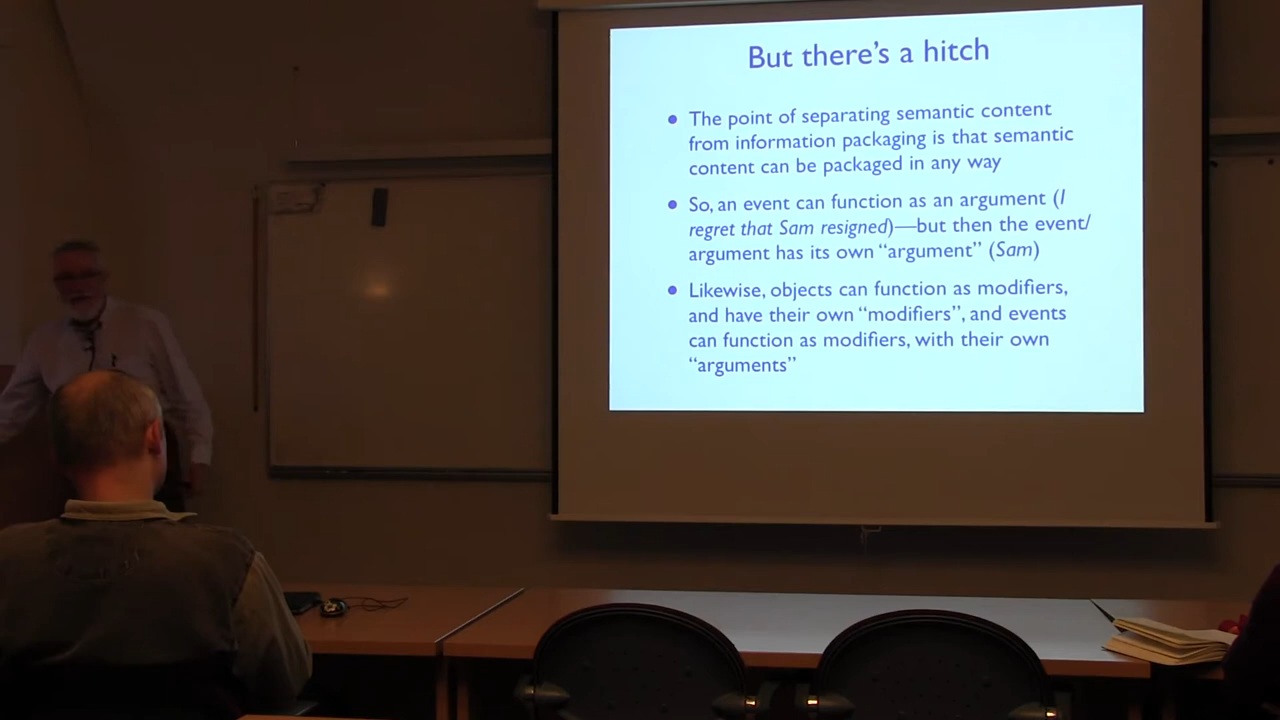 But there's a hitch
• The point of separating semantic content
from information packaging is that semantic
content can be packaged in any way
• So, an event can function as an argument (I
regret that Sam resigned)—but then the event/
argument has its own “argument” (Sam)
• Likewise, objects can function as modifiers,
and have their own “modifiers”, and events
can function as modifiers, with their own
“arguments”